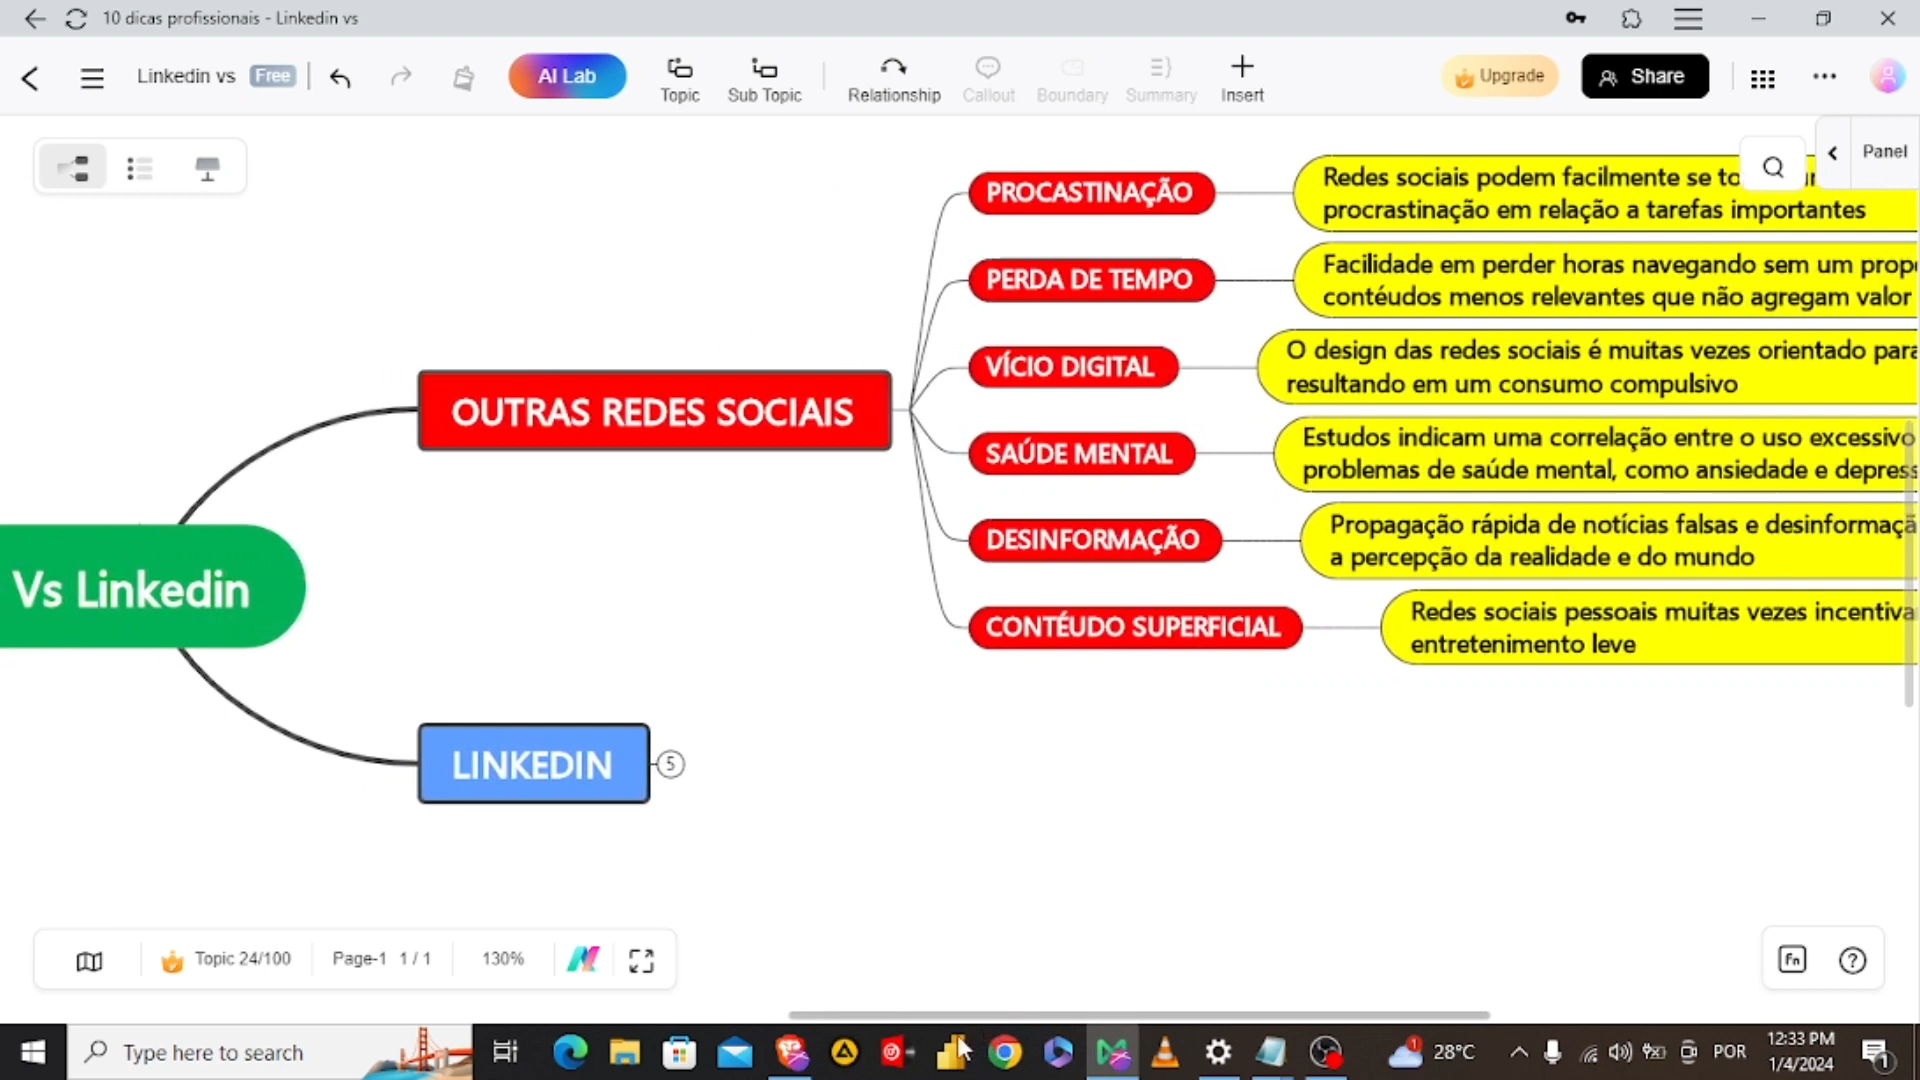 10 dicas profissionais - Linkedin vs
Linkedin vs Free
AI Lab
Topic
Sub Topic
Relationship
Callout
Boundary
Summary
Insert
Upgrade
Share
Panel
PROCASTINAÇÃO
Redes sociais podem facilmente se
procrastinação em relação a tarefas importantes
PERDA DE TEMPO
Facilidade em perder horas navegando sem um
contéudos menos relevantes que não agregam valor
VÍCIO DIGITAL
O design das redes sociais é muitas vezes orientado
resultando em um consumo compulsivo
OUTRAS REDES SOCIAIS
SAÚDE MENTAL
Estudos indicam uma correlação entre o uso excessivo
problemas de saúde mental, como ansiedade e
DESINFORMAÇÃO
Propagação rápida de notícias falsas e
a percepção da realidade e do mundo
Vs Linkedin
CONTÉUDO SUPERFICIAL
Redes sociais pessoais muitas vezes
entretenimento leve
LINKEDIN
5
Topic 24/100
Page-1 1 / 1
130%
Fn
?
Type here to search
1
28°C
POR
12:33 PM
1/4/2024
1